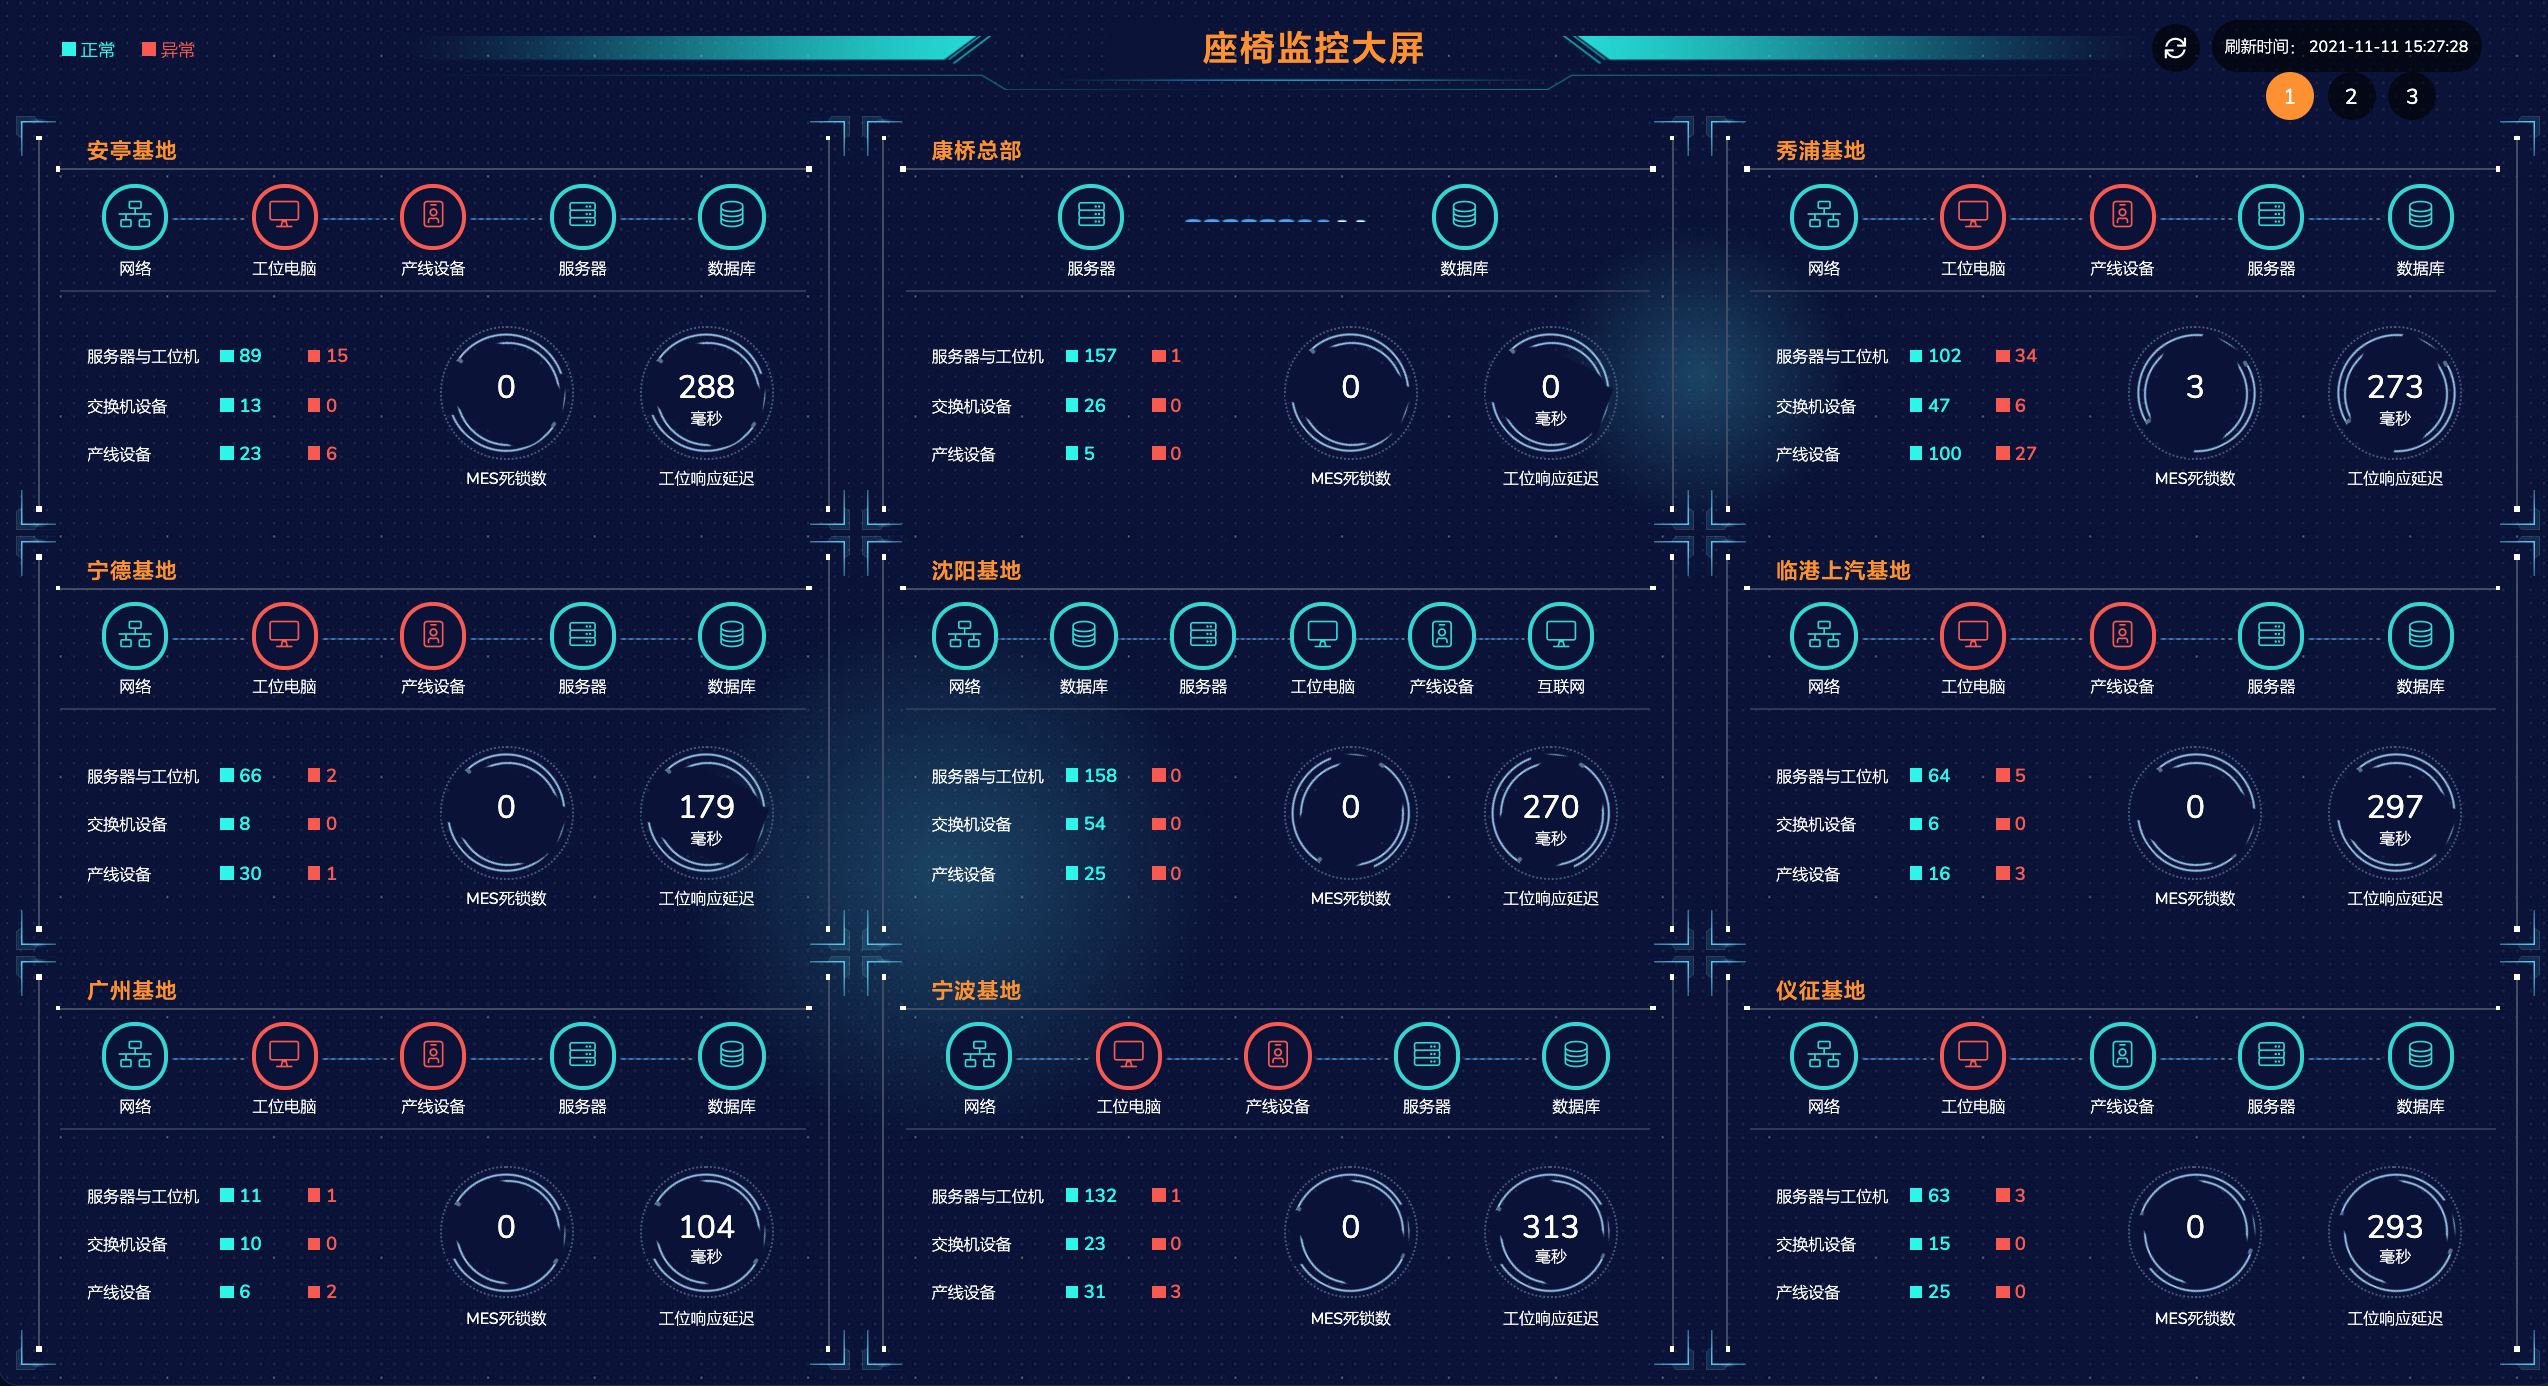 正常 异常
座椅监控大屏
刷新时间： 2021-11-11 15:27:28
1 2 3
安亭基地
网络 工位电脑 产线设备 服务器 数据库
服务器与工位机 89 15
交换机设备 13 0
产线设备 23 6
0
MES死锁数
288
毫秒
工位响应延迟
康桥总部
服务器 数据库
服务器与工位机 157 1
交换机设备 26 0
产线设备 5 0
0
MES死锁数
0
毫秒
工位响应延迟
秀浦基地
网络 工位电脑 产线设备 服务器 数据库
服务器与工位机 102 34
交换机设备 47 6
产线设备 100 27
3
MES死锁数
273
毫秒
工位响应延迟
宁德基地
网络 工位电脑 产线设备 服务器 数据库
服务器与工位机 66 2
交换机设备 8 0
产线设备 30 1
0
MES死锁数
179
毫秒
工位响应延迟
沈阳基地
网络 数据库 服务器 工位电脑 产线设备 互联网
服务器与工位机 158 0
交换机设备 54 0
产线设备 25 0
0
MES死锁数
270
毫秒
工位响应延迟
临港上汽基地
网络 工位电脑 产线设备 服务器 数据库
服务器与工位机 64 5
交换机设备 6 0
产线设备 16 3
0
MES死锁数
297
毫秒
工位响应延迟
广州基地
网络 工位电脑 产线设备 服务器 数据库
服务器与工位机 11 1
交换机设备 10 0
产线设备 6 2
0
MES死锁数
104
毫秒
工位响应延迟
宁波基地
网络 工位电脑 产线设备 服务器 数据库
服务器与工位机 132 1
交换机设备 23 0
产线设备 31 3
0
MES死锁数
313
毫秒
工位响应延迟
仪征基地
网络 工位电脑 产线设备 服务器 数据库
服务器与工位机 63 3
交换机设备 15 0
产线设备 25 0
0
MES死锁数
293
毫秒
工位响应延迟